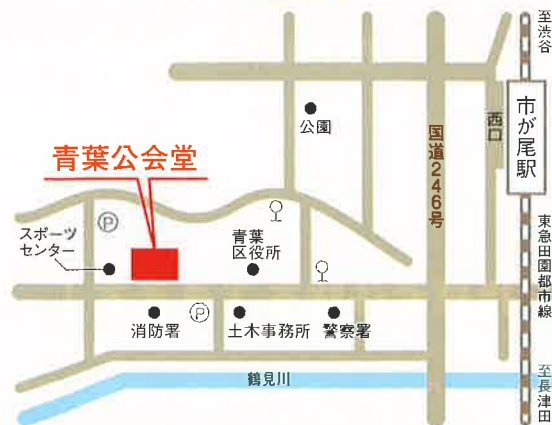 至渋谷
市が尾駅
西口
公園
国道246号
青葉公会堂
Ⓟ
スポーツ
センター
青葉
区役所
東急田園都市線
消防署
Ⓟ
土木事務所
警察署
鶴見川
至長津田